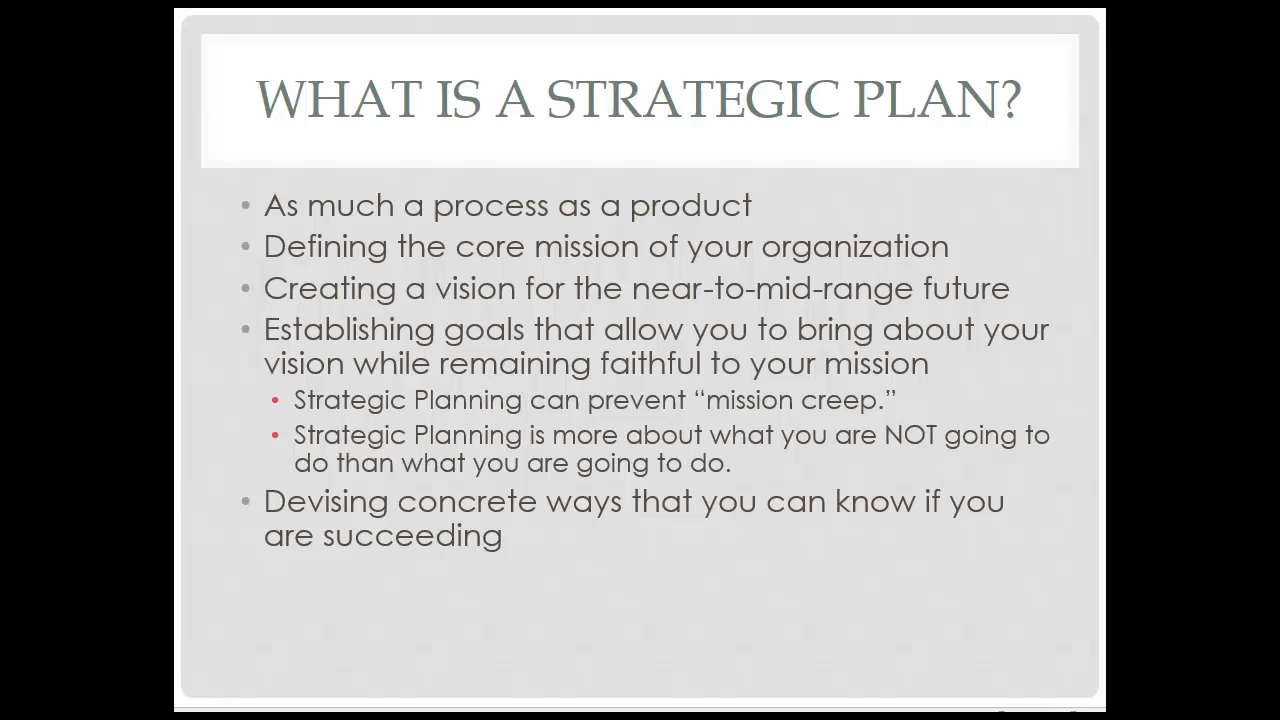 WHAT IS A STRATEGIC PLAN?
• As much a process as a product
• Defining the core mission of your organization
• Creating a vision for the near-to-mid-range future
• Establishing goals that allow you to bring about your
vision while remaining faithful to your mission
• Strategic Planning can prevent “mission creep.”
• Strategic Planning is more about what you are NOT going to
do than what you are going to do.
• Devising concrete ways that you can know if you
are succeeding